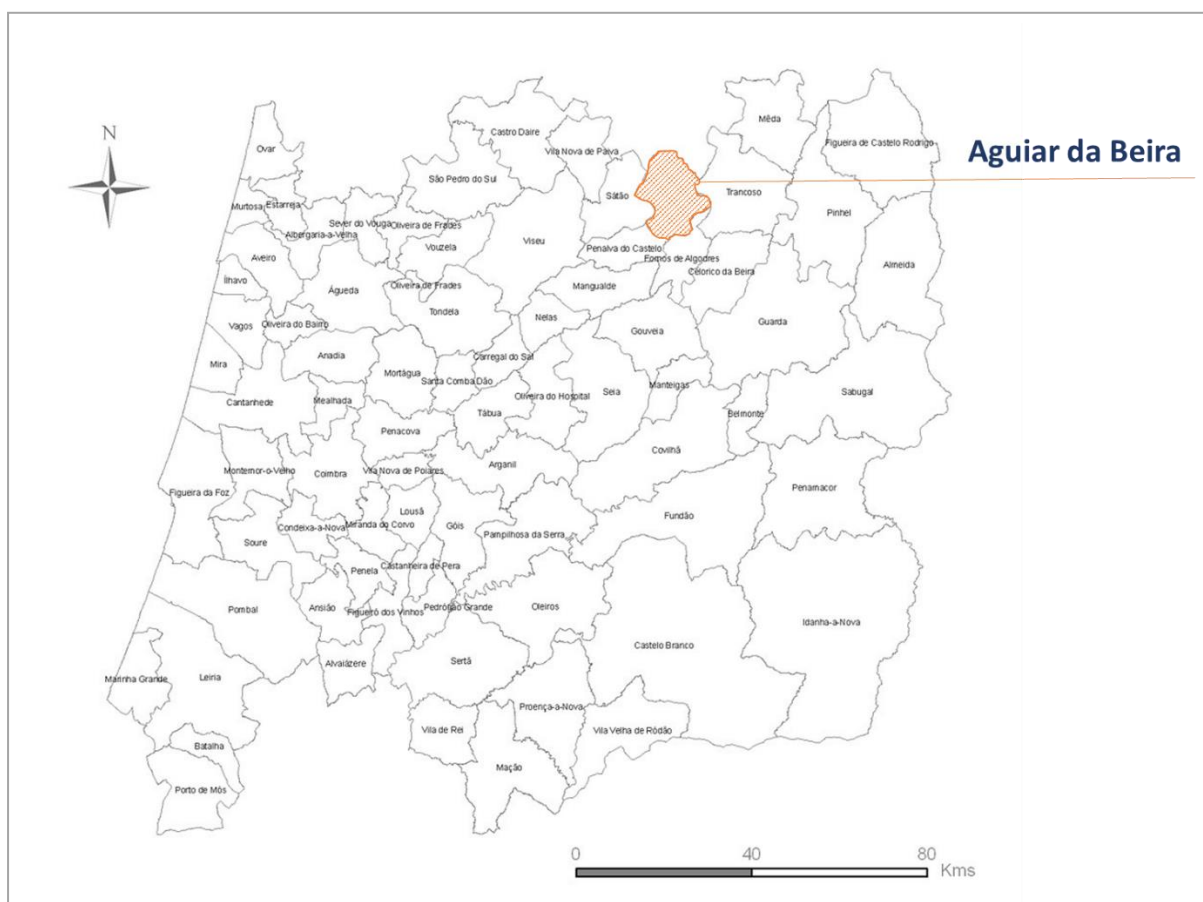 N
Aguiar da Beira
Mêda
Castro Daire
Figueira de Castelo Rodrigo
Ovar
Vila Nova de Paiva
São Pedro do Sul
Sátão
Trancoso
Murtosa
Estarreja
Pinhel
Sever do Vouga
Oliveira de Frades
Albergaria-a-Velha
Viseu
Vouzela
Penalva do Castelo
Aveiro
Fornos de Algodres
Almeida
Celorico da Beira
Ílhavo
Águeda
Oliveira de Frades
Mangualde
Tondela
Nelas
Guarda
Vagos
Oliveira do Bairro
Gouveia
Anadia
Carregal do Sal
Mira
Mortágua
Santa Comba Dão
Manteigas
Seia
Sabugal
Cantanhede
Mealhada
Oliveira do Hospital
Tábua
Belmonte
Penacova
Covilhã
Arganil
Montemor-o-Velho
Coimbra
Vila Nova de Poiares
Penamacor
Figueira da Foz
Lousã
Fundão
Condeixa-a-Nova
Miranda do Corvo
Góis
Pampilhosa da Serra
Soure
Castanheira de Pera
Penela
Pombal
Ansião
Figueiró dos Vinhos
Pedrógão Grande
Oleiros
Idanha-a-Nova
Castelo Branco
Alvaiázere
Sertã
Marinha Grande
Leiria
Proença-a-Nova
Vila de Rei
Vila Velha de Ródão
Batalha
Mação
Porto de Mós
0 40 80
Kms